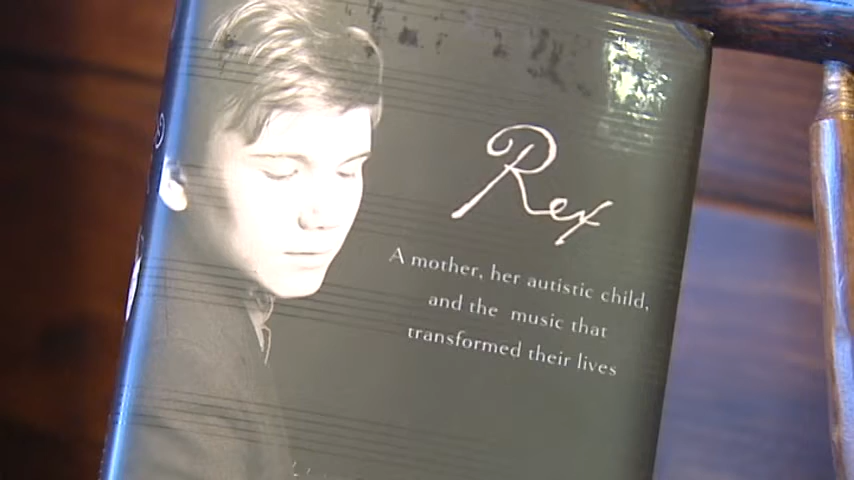 Rex
A mother, her autistic child,
and the music that
transformed their lives